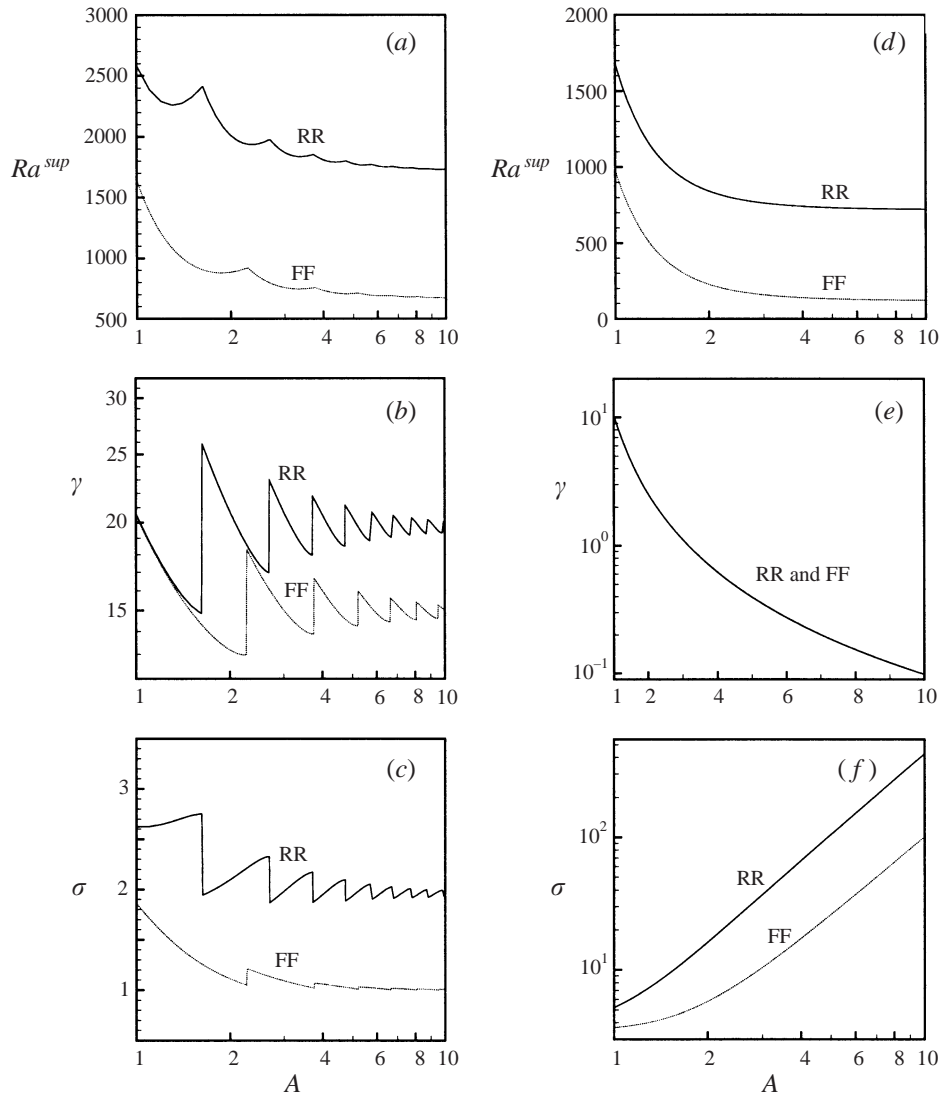 3000
2500
2000
1500
1000
500
Ra^sup
(a)
RR
FF
1
2
4
6
8
10
2000
1500
1000
500
0
Ra^sup
(d)
RR
FF
1
2
4
6
8
10
30
25
20
15
γ
(b)
RR
FF
1
2
4
6
8
10
10^1
10^0
10^−1
γ
(e)
RR and FF
1
2
4
6
8
10
3
2
1
σ
(c)
RR
FF
1
2
4
6
8
10
A
10^2
10^1
σ
(f)
RR
FF
1
2
4
6
8
10
A